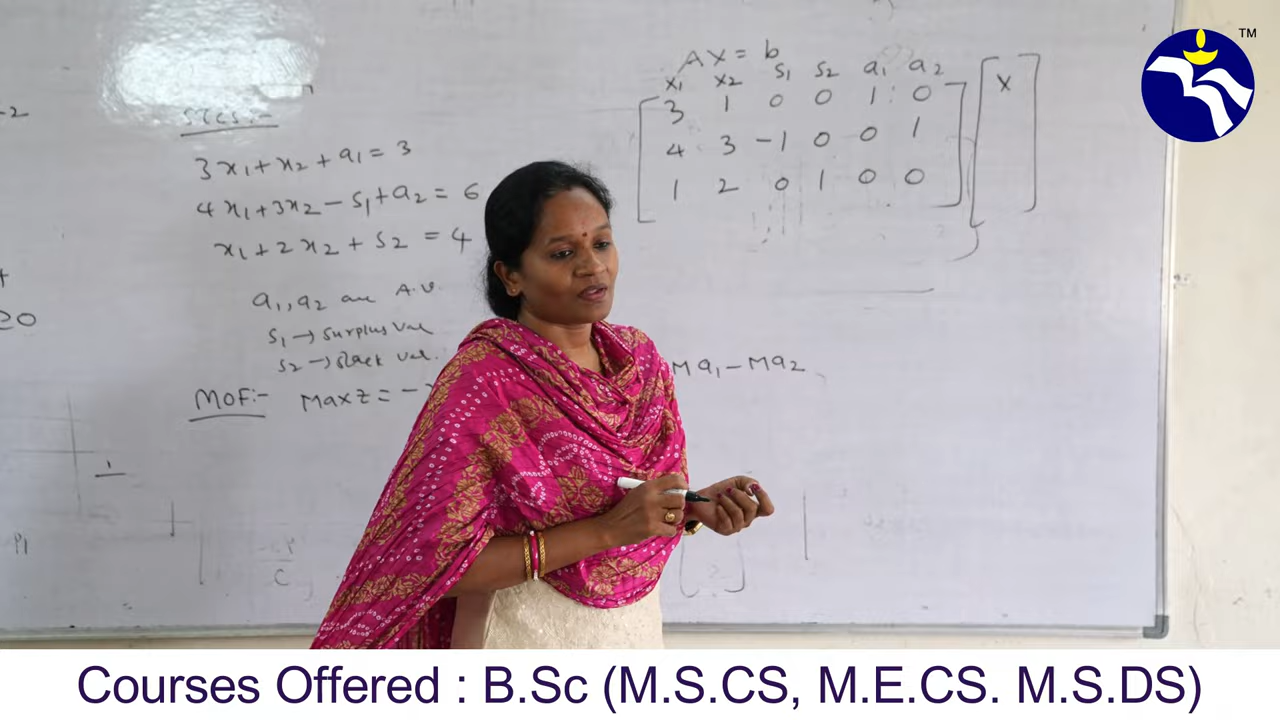 -2
≥0
STCS:-
3x₁ + x₂ + a₁ = 3
4x₁ + 3x₂ - s₁ + a₂ = 6
x₁ + 2x₂ + s₂ = 4
a₁, a₂ are A.V.
s₁ → Surplus Var
s₂ → Slack Var.
MOF:- Max Z = - Ma₁ - Ma₂
AX = b
x₁ x₂ s₁ s₂ a₁ a₂
3 1 0 0 1 0 X
4 3 -1 0 0 1
1 2 0 1 0 0
TM
Courses Offered : B.Sc (M.S.CS, M.E.CS. M.S.DS)